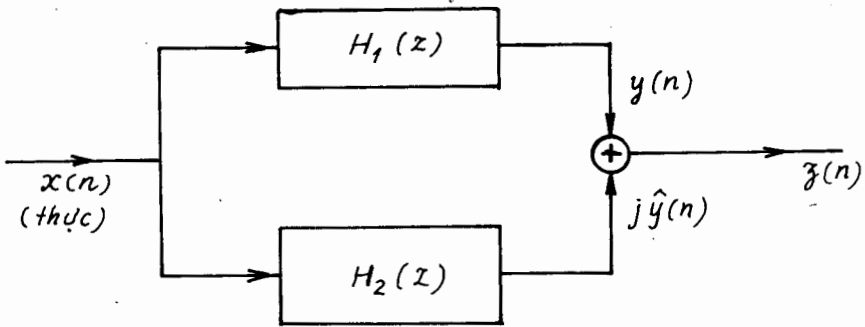 H₁(z)
y(n)
x(n)
(thực)
z(n)
jŷ(n)
H₂(z)